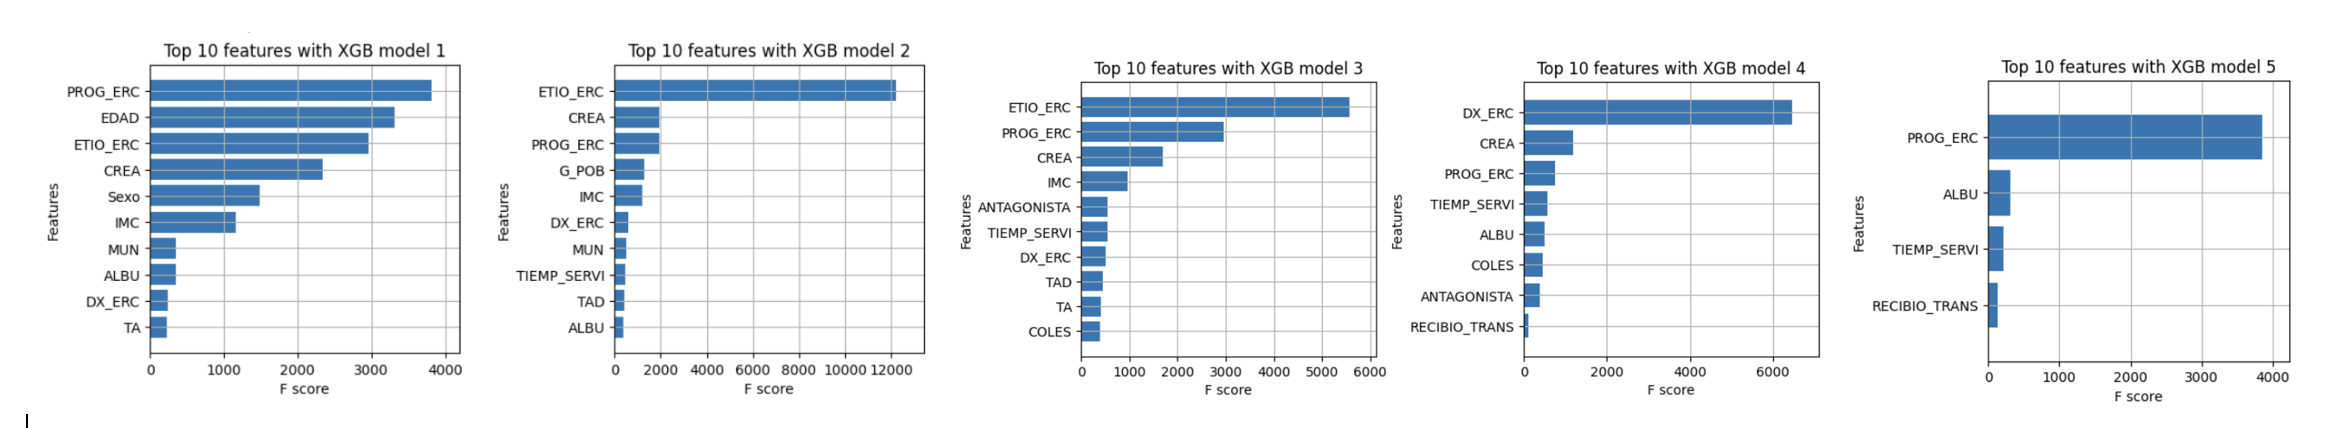 Top 10 features with XGB model 1
Features
PROG_ERC
EDAD
ETIO_ERC
CREA
Sexo
IMC
MUN
ALBU
DX_ERC
TA
0 1000 2000 3000 4000
F score
Top 10 features with XGB model 2
Features
ETIO_ERC
CREA
PROG_ERC
G_POB
IMC
DX_ERC
MUN
TIEMP_SERVI
TAD
ALBU
0 2000 4000 6000 8000 10000 12000
F score
Top 10 features with XGB model 3
Features
ETIO_ERC
PROG_ERC
CREA
IMC
ANTAGONISTA
TIEMP_SERVI
DX_ERC
TAD
TA
COLES
0 1000 2000 3000 4000 5000 6000
F score
Top 10 features with XGB model 4
Features
DX_ERC
CREA
PROG_ERC
TIEMP_SERVI
ALBU
COLES
ANTAGONISTA
RECIBIO_TRANS
0 2000 4000 6000
F score
Top 10 features with XGB model 5
Features
PROG_ERC
ALBU
TIEMP_SERVI
RECIBIO_TRANS
0 1000 2000 3000 4000
F score